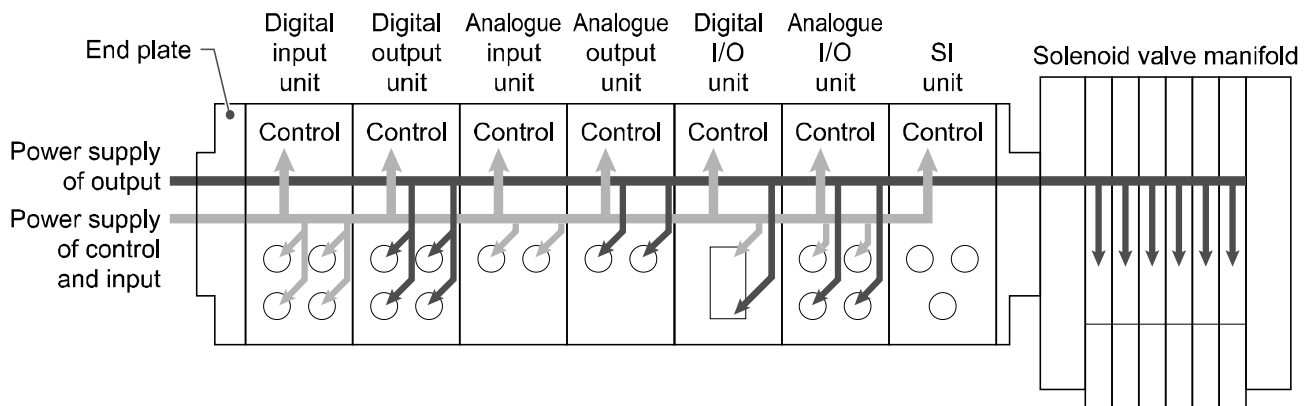 End plate
Digital
input
unit
Digital
output
unit
Analogue
input
unit
Analogue
output
unit
Digital
I/O
unit
Analogue
I/O
unit
SI
unit
Solenoid valve manifold
Control
Control
Control
Control
Control
Control
Control
Power supply
of output
Power supply
of control
and input